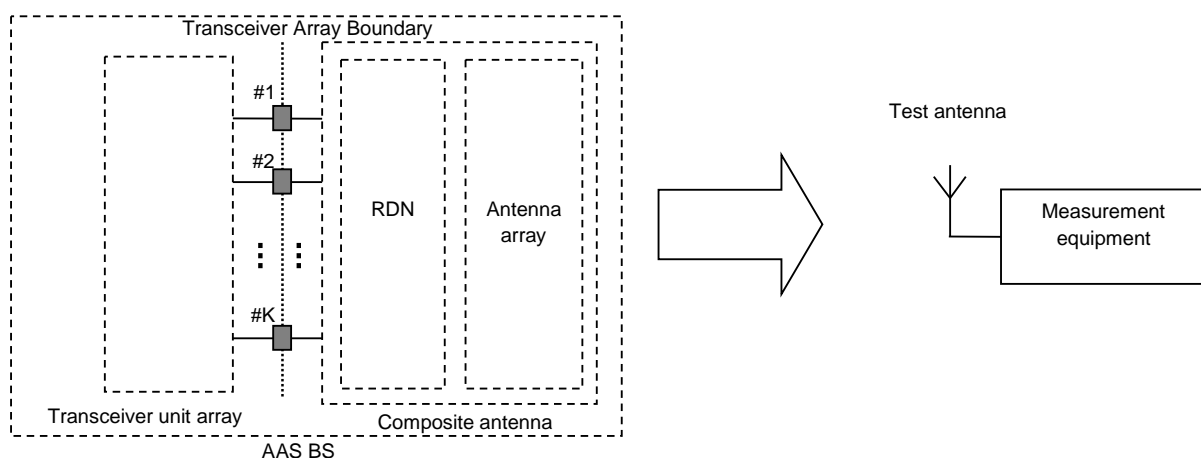 Transceiver Array Boundary
#1
#2
#K
RDN
Antenna
array
Transceiver unit array
Composite antenna
AAS BS
Test antenna
Measurement
equipment